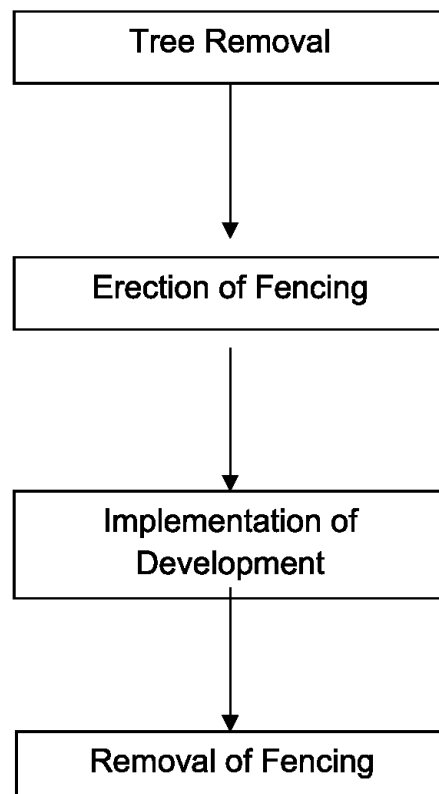 Tree Removal
Erection of Fencing
Implementation of
Development
Removal of Fencing